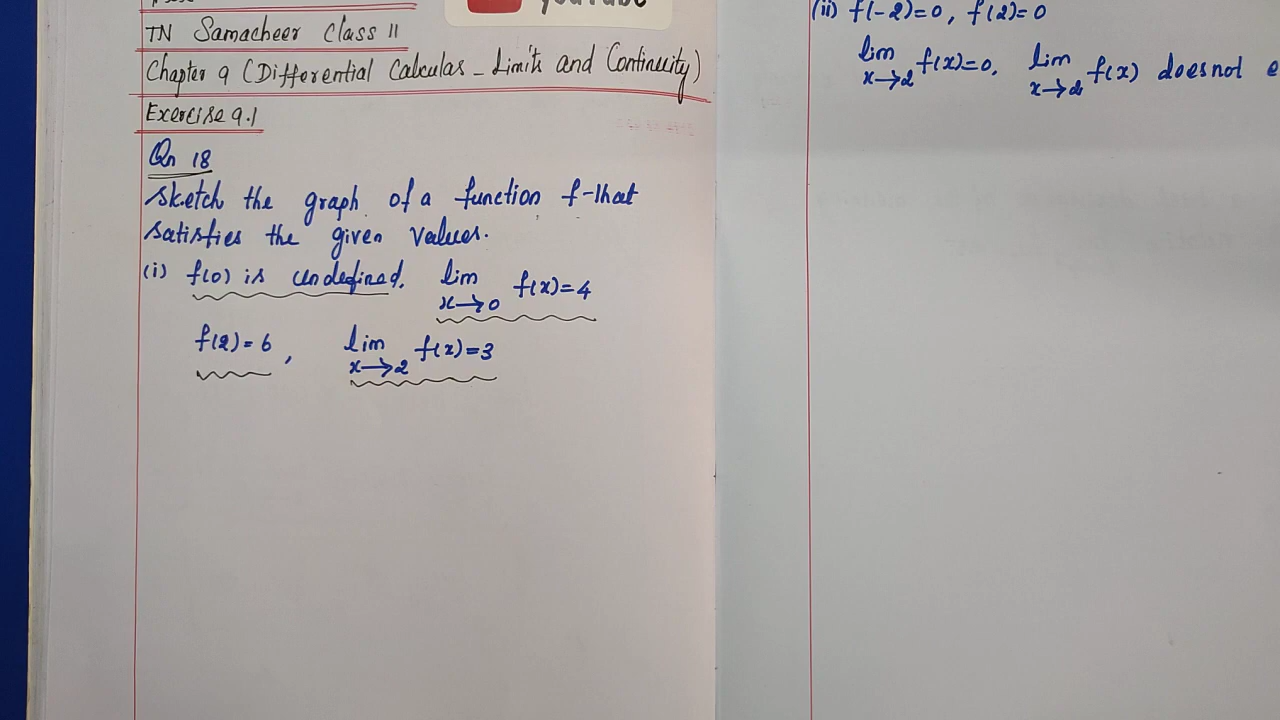 TN Samacheer Class 11
Chapter 9 (Differential Calculas - Limits and Continuity)
Exercise 9.1
Qn 18
Sketch the graph of a function f that
satisfies the given values.
(i) f(0) is undefined, lim x→0 f(x)=4
f(2)=6, lim x→2 f(x)=3
(ii) f(-2)=0, f(2)=0
lim x→2 f(x)=0, lim x→2 f(x) does not